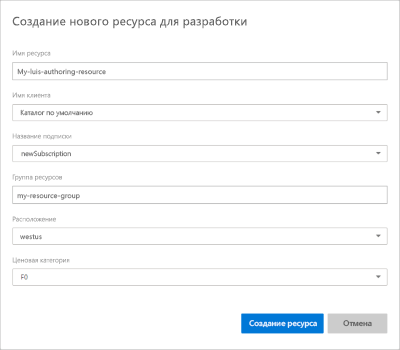 Создание нового ресурса для разработки
Имя ресурса
My-luis-authoring-resource
Имя клиента
Каталог по умолчанию
Название подписки
newSubscription
Группа ресурсов
my-resource-group
Расположение
westus
Ценовая категория
F0
Создание ресурса
Отмена